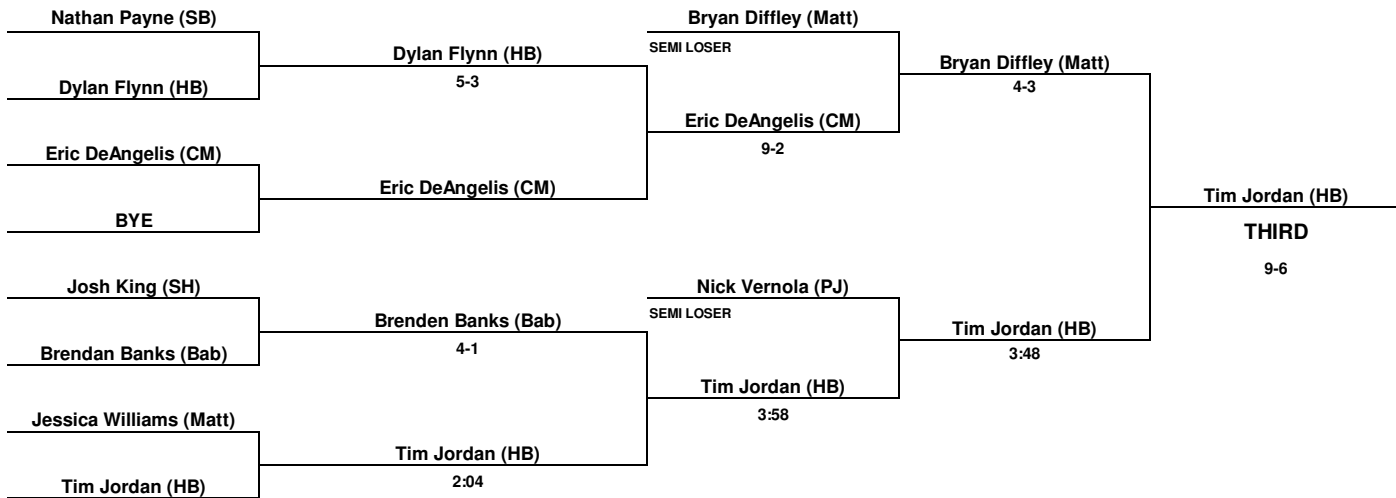 Nathan Payne (SB)
Bryan Diffley (Matt)
SEMI LOSER
Dylan Flynn (HB)
5-3
Bryan Diffley (Matt)
4-3
Dylan Flynn (HB)
Eric DeAngelis (CM)
9-2
Eric DeAngelis (CM)
Eric DeAngelis (CM)
Tim Jordan (HB)
THIRD
9-6
BYE
Josh King (SH)
Nick Vernola (PJ)
SEMI LOSER
Brenden Banks (Bab)
4-1
Tim Jordan (HB)
3:48
Brendan Banks (Bab)
Tim Jordan (HB)
3:58
Jessica Williams (Matt)
Tim Jordan (HB)
2:04
Tim Jordan (HB)